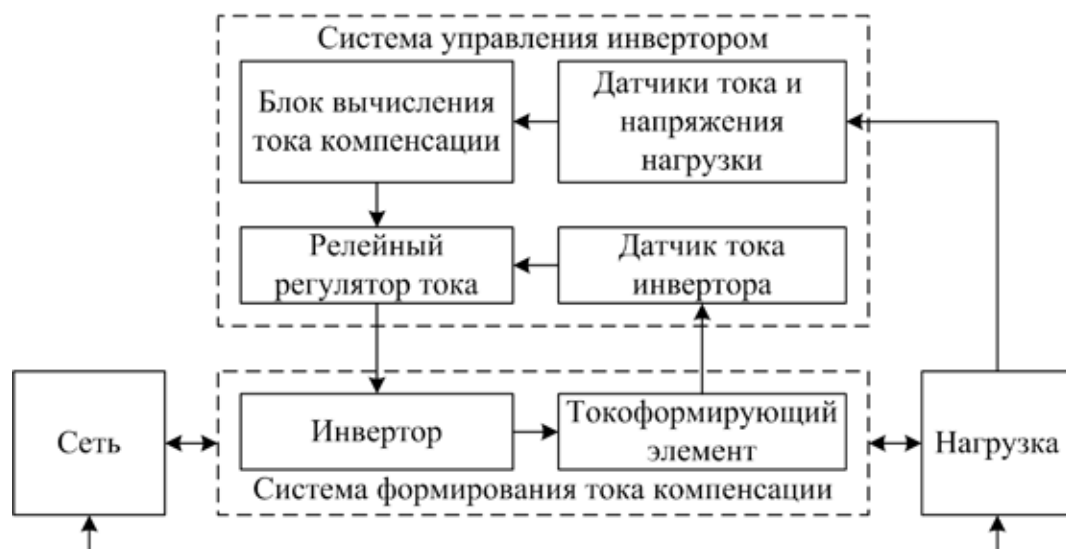 Система управления инвертором
Блок вычисления
тока компенсации
Датчики тока и
напряжения
нагрузки
Релейный
регулятор тока
Датчик тока
инвертора
Сеть
Инвертор
Токоформирующий
элемент
Нагрузка
Система формирования тока компенсации